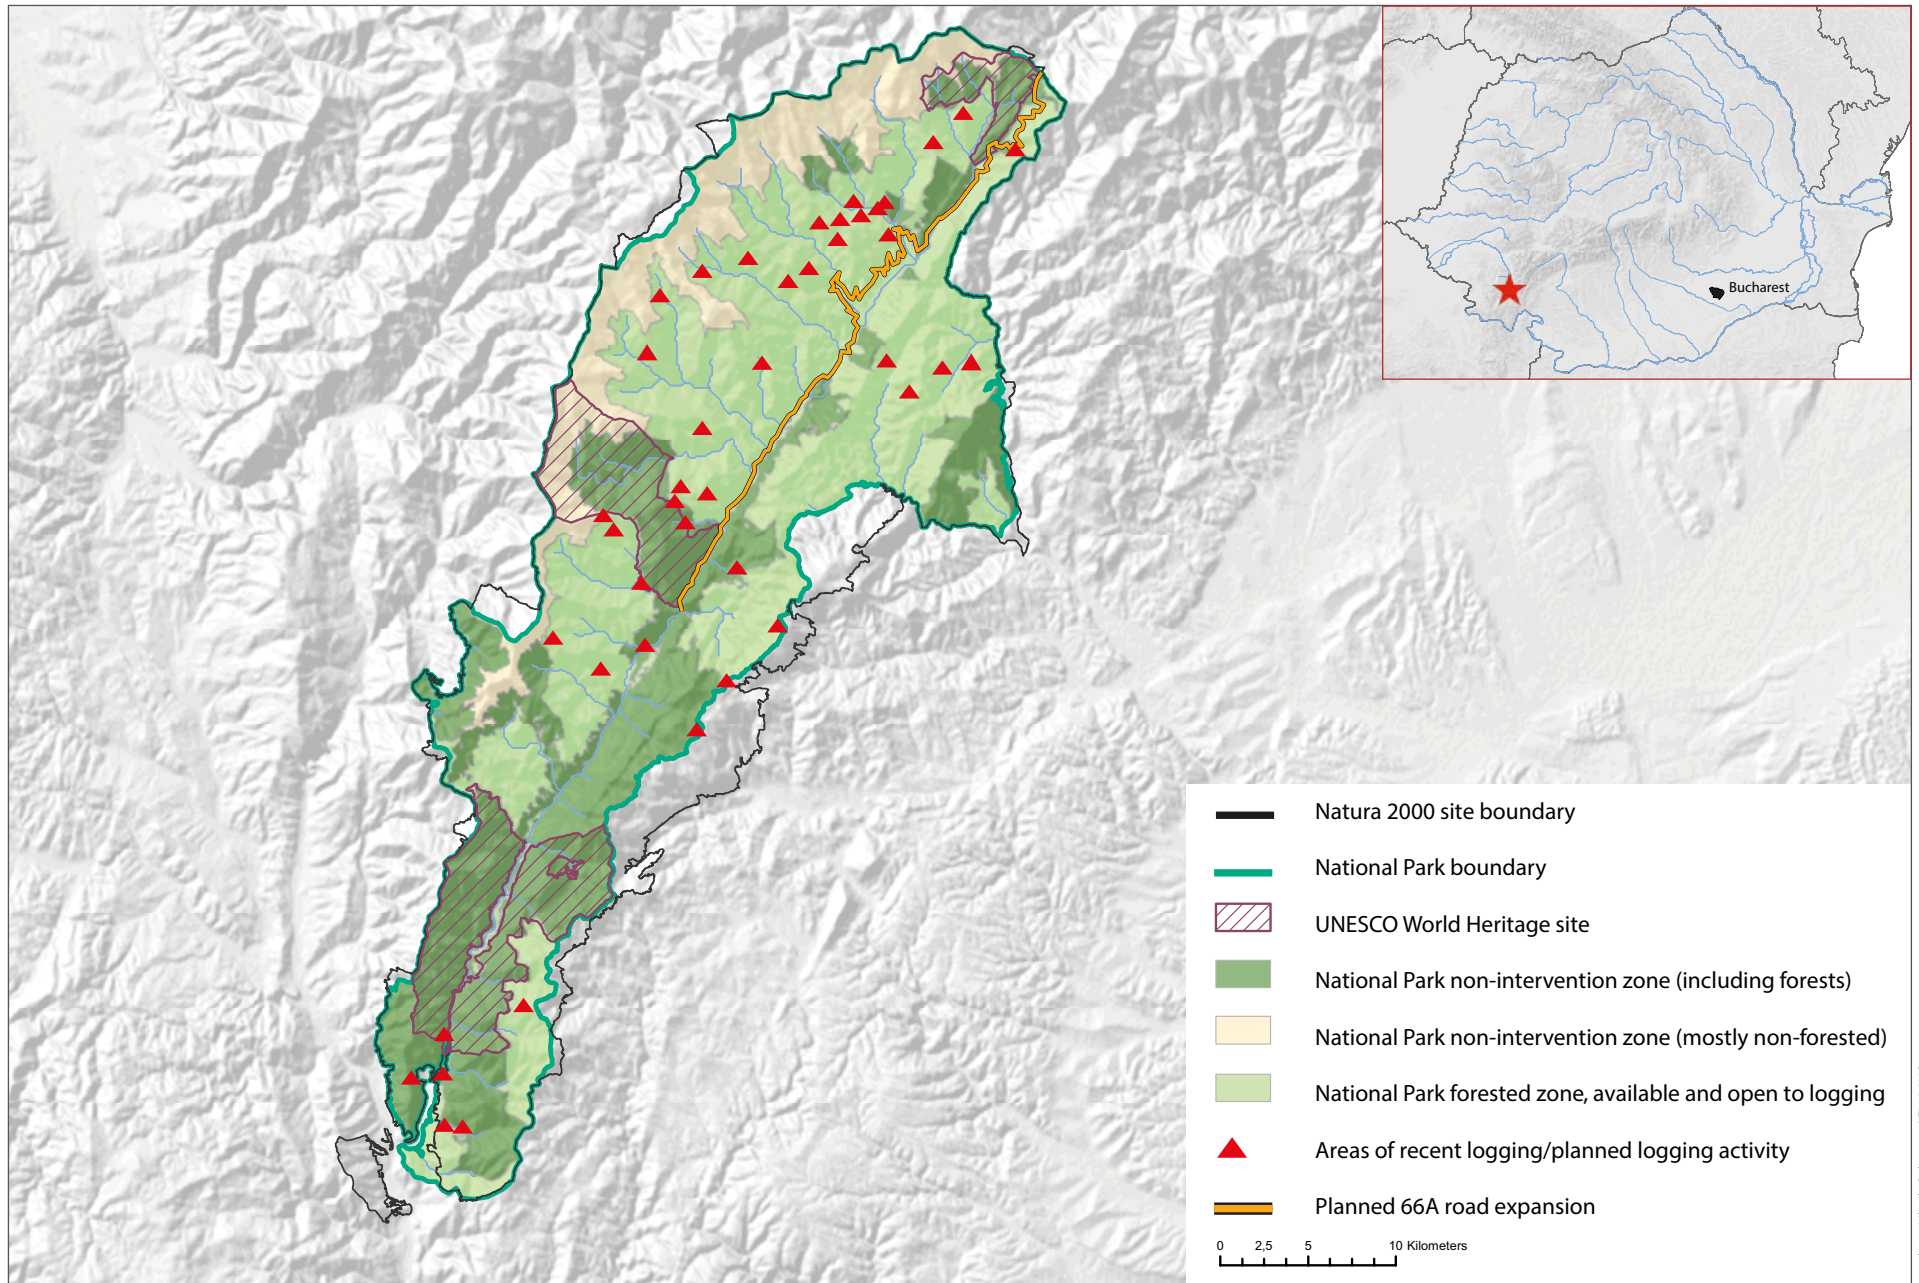 Bucharest
Natura 2000 site boundary
National Park boundary
UNESCO World Heritage site
National Park non-intervention zone (including forests)
National Park non-intervention zone (mostly non-forested)
National Park forested zone, available and open to logging
Areas of recent logging/planned logging activity
Planned 66A road expansion
0 2,5 5 10 Kilometers